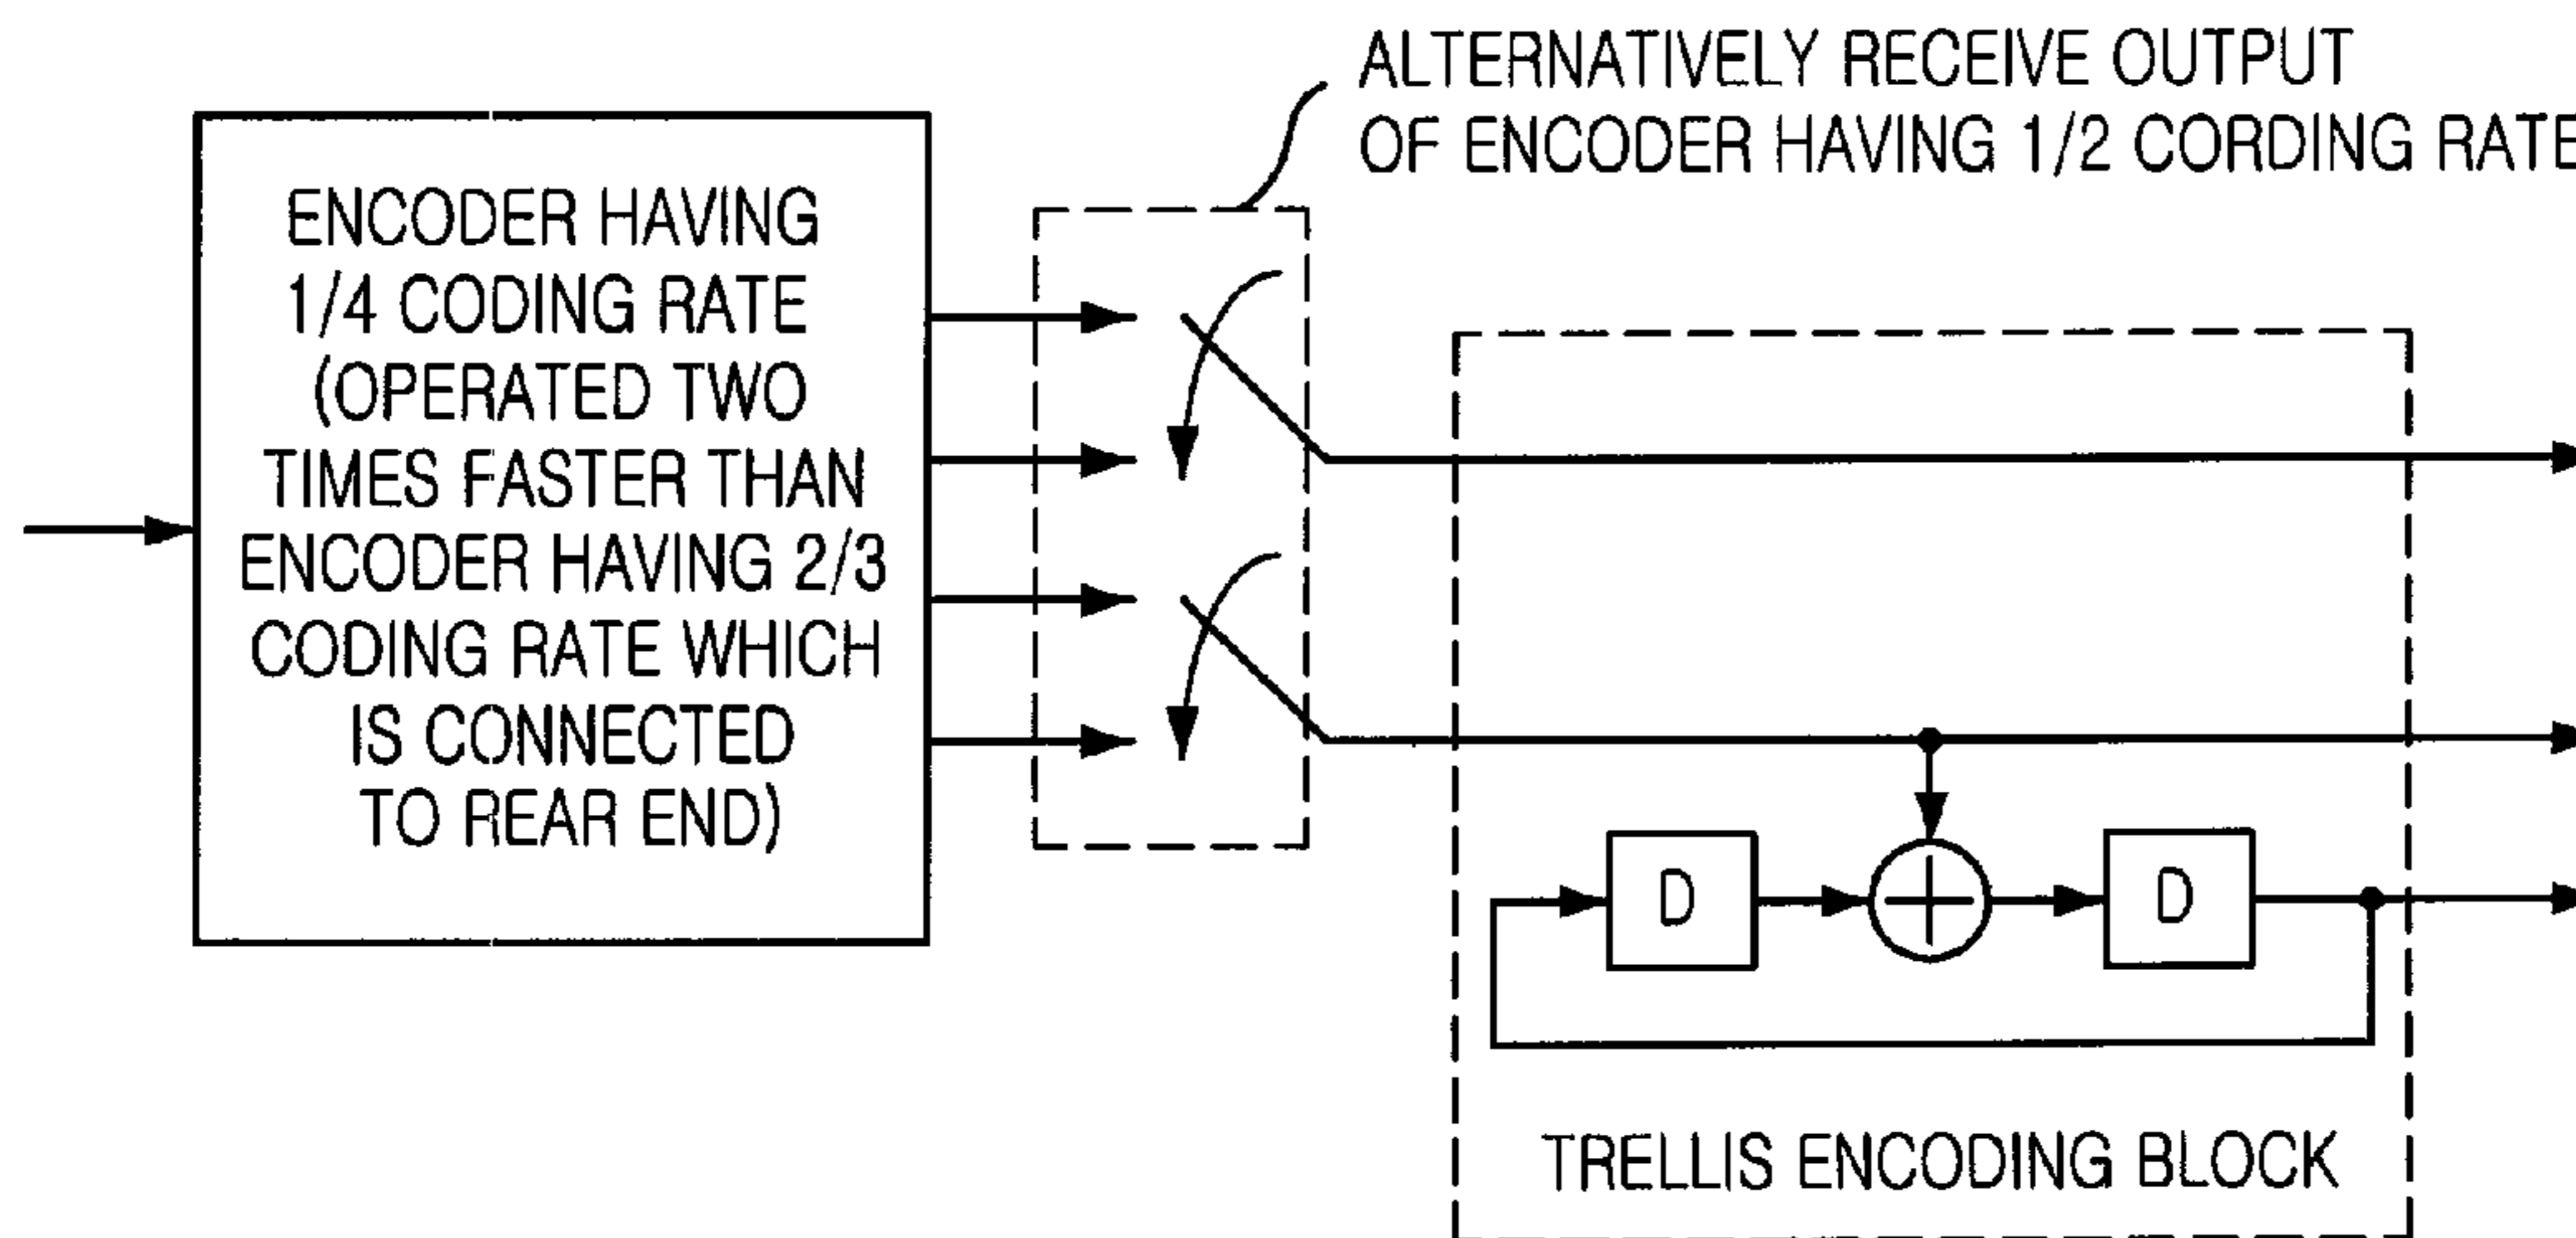 ALTERNATIVELY RECEIVE OUTPUT
OF ENCODER HAVING 1/2 CORDING RATE
ENCODER HAVING
1/4 CODING RATE
(OPERATED TWO
TIMES FASTER THAN
ENCODER HAVING 2/3
CODING RATE WHICH
IS CONNECTED
TO REAR END)
D
D
TRELLIS ENCODING BLOCK